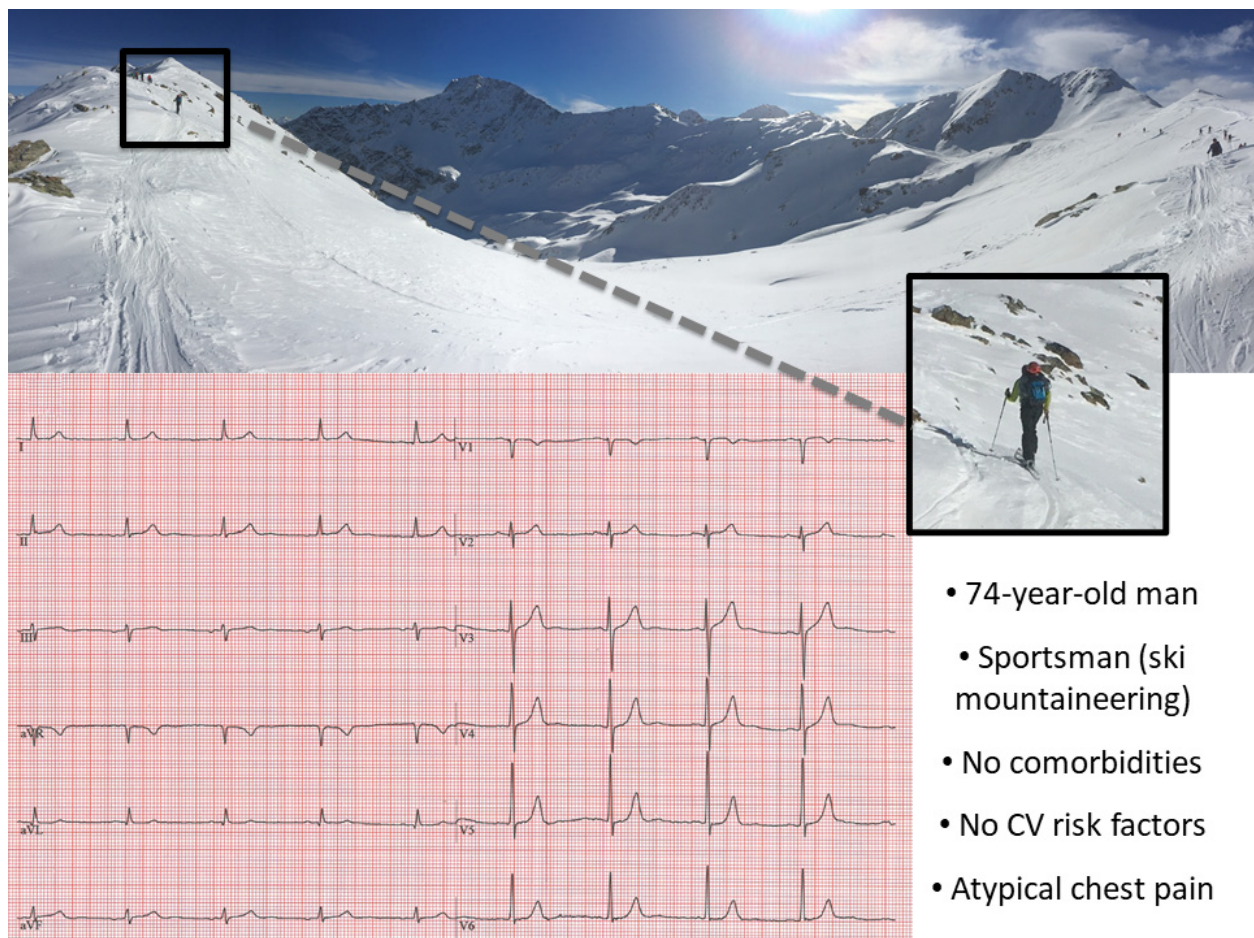 I
V1
II
V2
III
V3
aVR
V4
aVL
V5
aVF
V6
• 74-year-old man
• Sportsman (ski
mountaineering)
• No comorbidities
• No CV risk factors
• Atypical chest pain